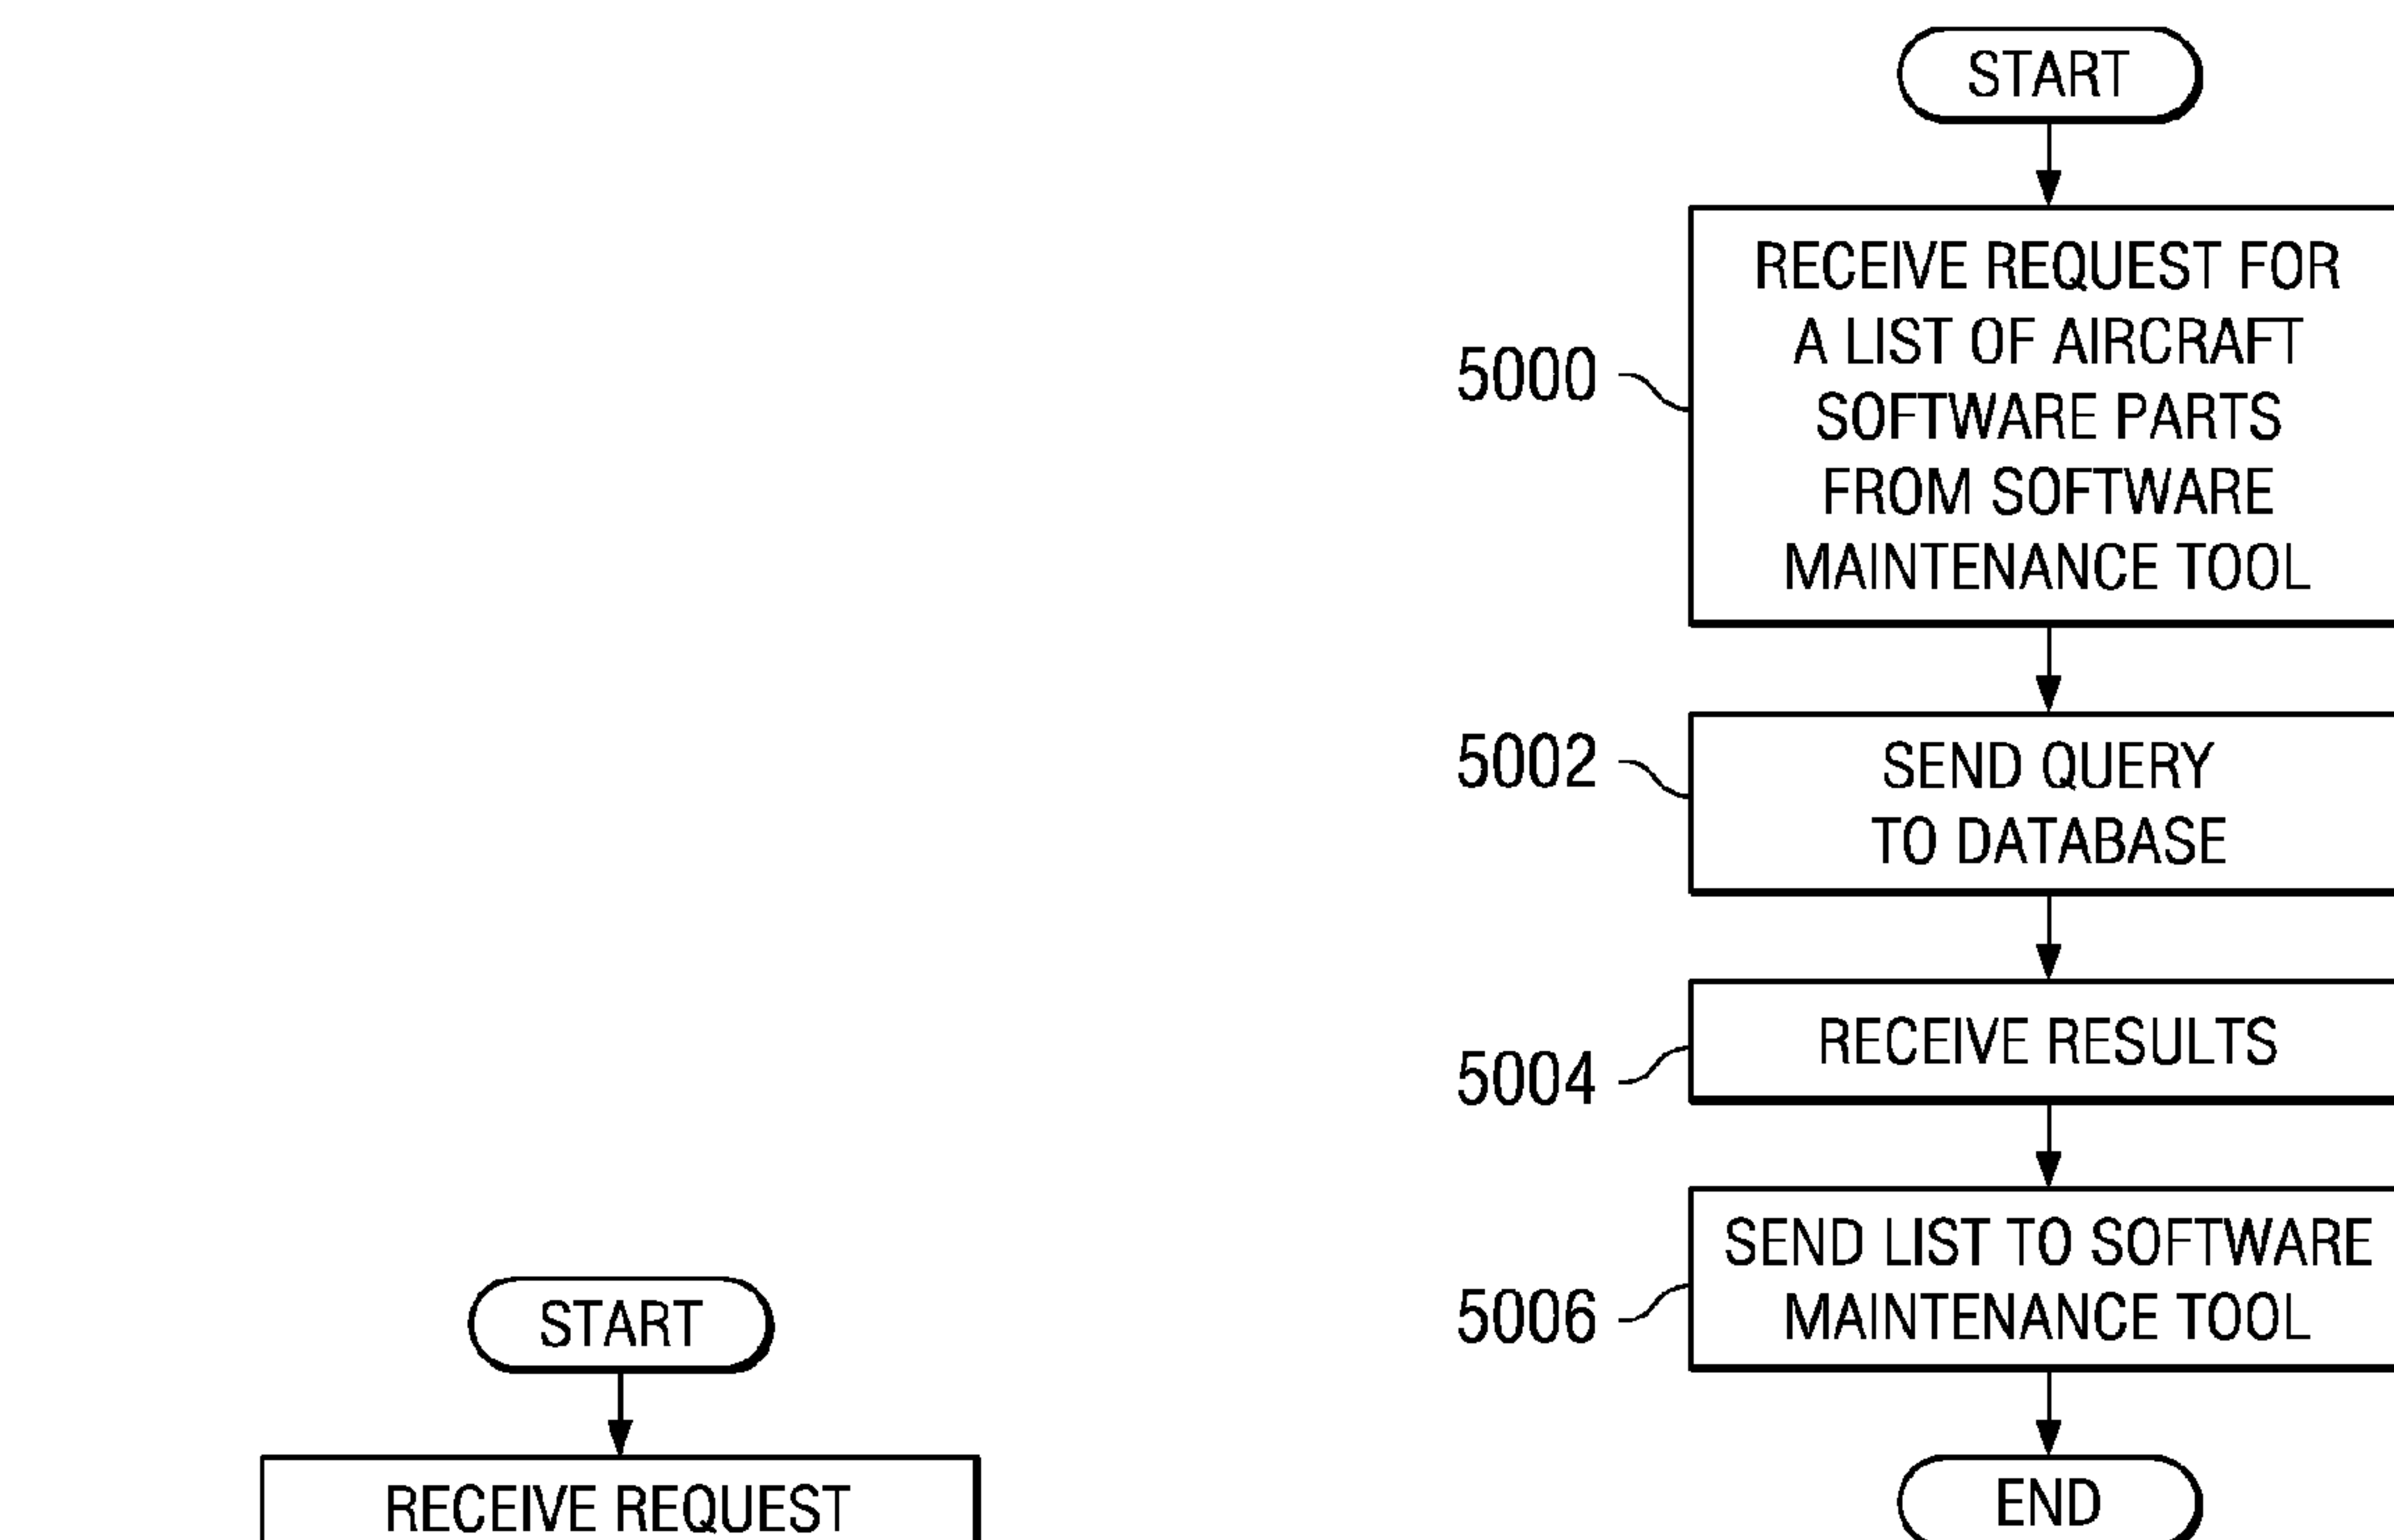 START
5000
RECEIVE REQUEST FOR
A LIST OF AIRCRAFT
SOFTWARE PARTS
FROM SOFTWARE
MAINTENANCE TOOL
5002
SEND QUERY
TO DATABASE
5004
RECEIVE RESULTS
5006
SEND LIST TO SOFTWARE
MAINTENANCE TOOL
END
START
RECEIVE REQUEST